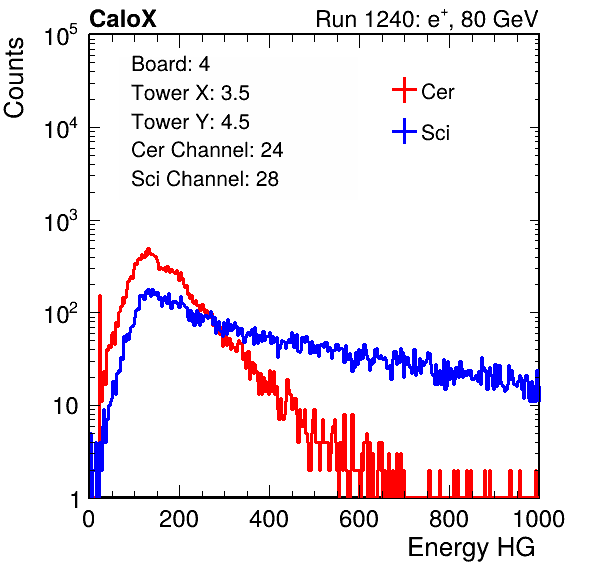 CaloX Run 1240: e⁺, 80 GeV
Counts
Board: 4
Tower X: 3.5
Tower Y: 4.5
Cer Channel: 24
Sci Channel: 28
Cer
Sci
10⁵
10⁴
10³
10²
10
1
0 200 400 600 800 1000
Energy HG